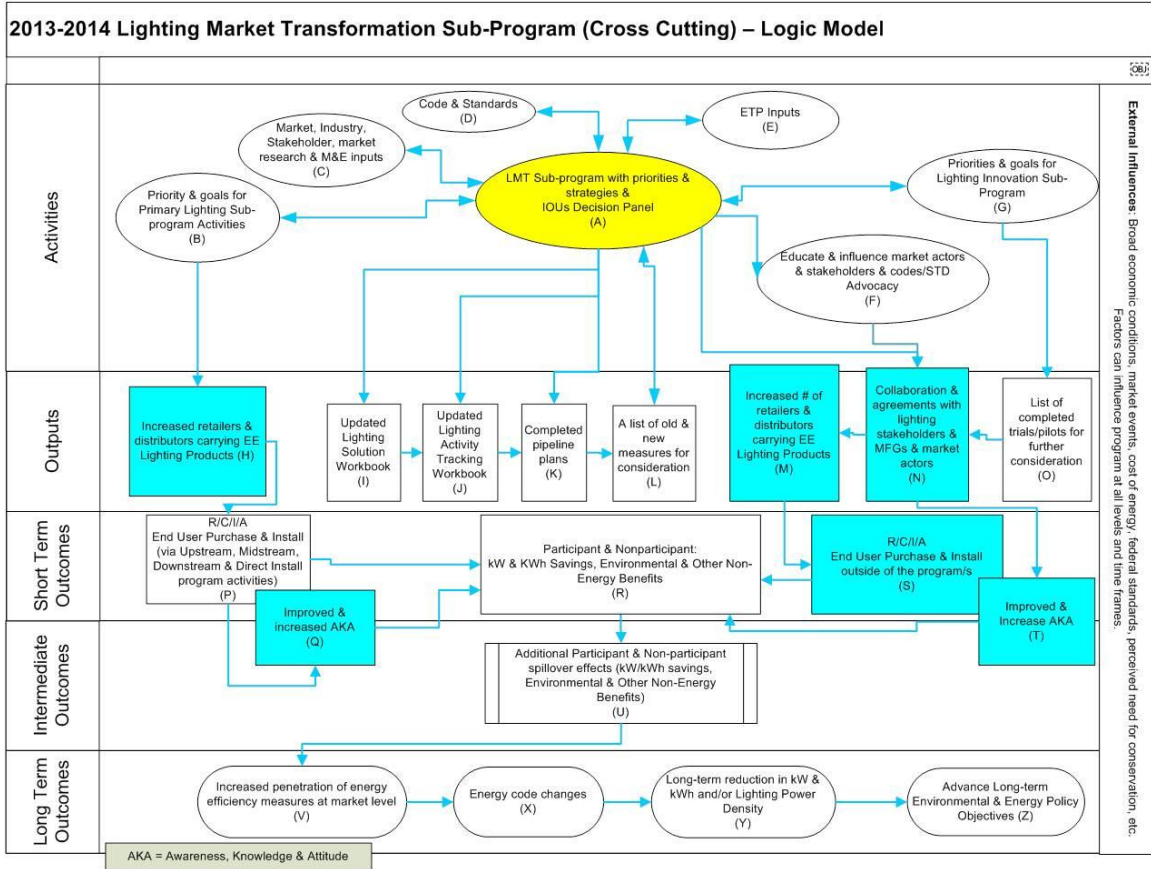 2013-2014 Lighting Market Transformation Sub-Program (Cross Cutting) – Logic Model
OBJ
Activities
Code & Standards
(D)
ETP Inputs
(E)
Market, Industry,
Stakeholder, market
research & M&E inputs
(C)
LMT Sub-program with priorities &
strategies &
IOUs Decision Panel
(A)
Priorities & goals for
Lighting Innovation Sub-
Program
(G)
Priority & goals for
Primary Lighting Sub-
program Activities
(B)
Educate & influence market actors
& stakeholders & codes/STD
Advocacy
(F)
Outputs
Increased retailers &
distributors carrying EE
Lighting Products (H)
Updated
Lighting
Solution
Workbook
(I)
Updated
Lighting
Activity
Tracking
Workbook
(J)
Completed
pipeline
plans
(K)
A list of old &
new
measures for
consideration
(L)
Increased # of
retailers &
distributors
carrying EE
Lighting Products
(M)
Collaboration &
agreements with
lighting
stakeholders &
MFGs & market
actors
(N)
List of
completed
trials/pilots for
further
consideration
(O)
Short Term
Outcomes
R/C/I/A
End User Purchase & Install
(via Upstream, Midstream,
Downstream & Direct Install
program activities)
(P)
Improved &
increased AKA
(Q)
Participant & Nonparticipant:
kW & KWh Savings, Environmental & Other Non-
Energy Benefits
(R)
R/C/I/A
End User Purchase & Install
outside of the program/s
(S)
Improved &
Increase AKA
(T)
Intermediate
Outcomes
Additional Participant & Non-participant
spillover effects (kW/kWh savings,
Environmental & Other Non-Energy
Benefits)
(U)
Long Term
Outcomes
Increased penetration of energy
efficiency measures at market level
(V)
Energy code changes
(X)
Long-term reduction in kW &
kWh and/or Lighting Power
Density
(Y)
Advance Long-term
Environmental & Energy Policy
Objectives (Z)
AKA = Awareness, Knowledge & Attitude
External Influences: Broad economic conditions, market events, cost of energy, federal standards, perceived need for conservation, etc.
Factors can influence program at all levels and time frames.